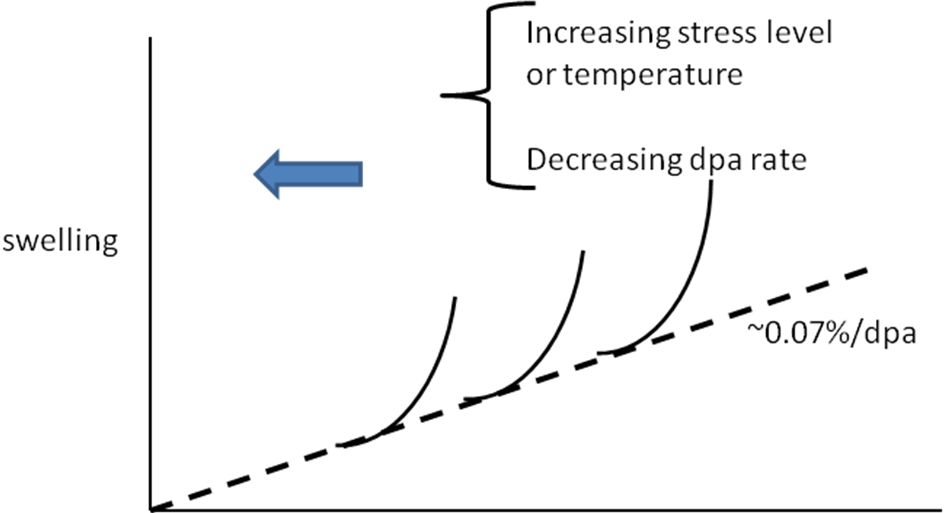 Increasing stress level
or temperature
Decreasing dpa rate
swelling
~0.07%/dpa